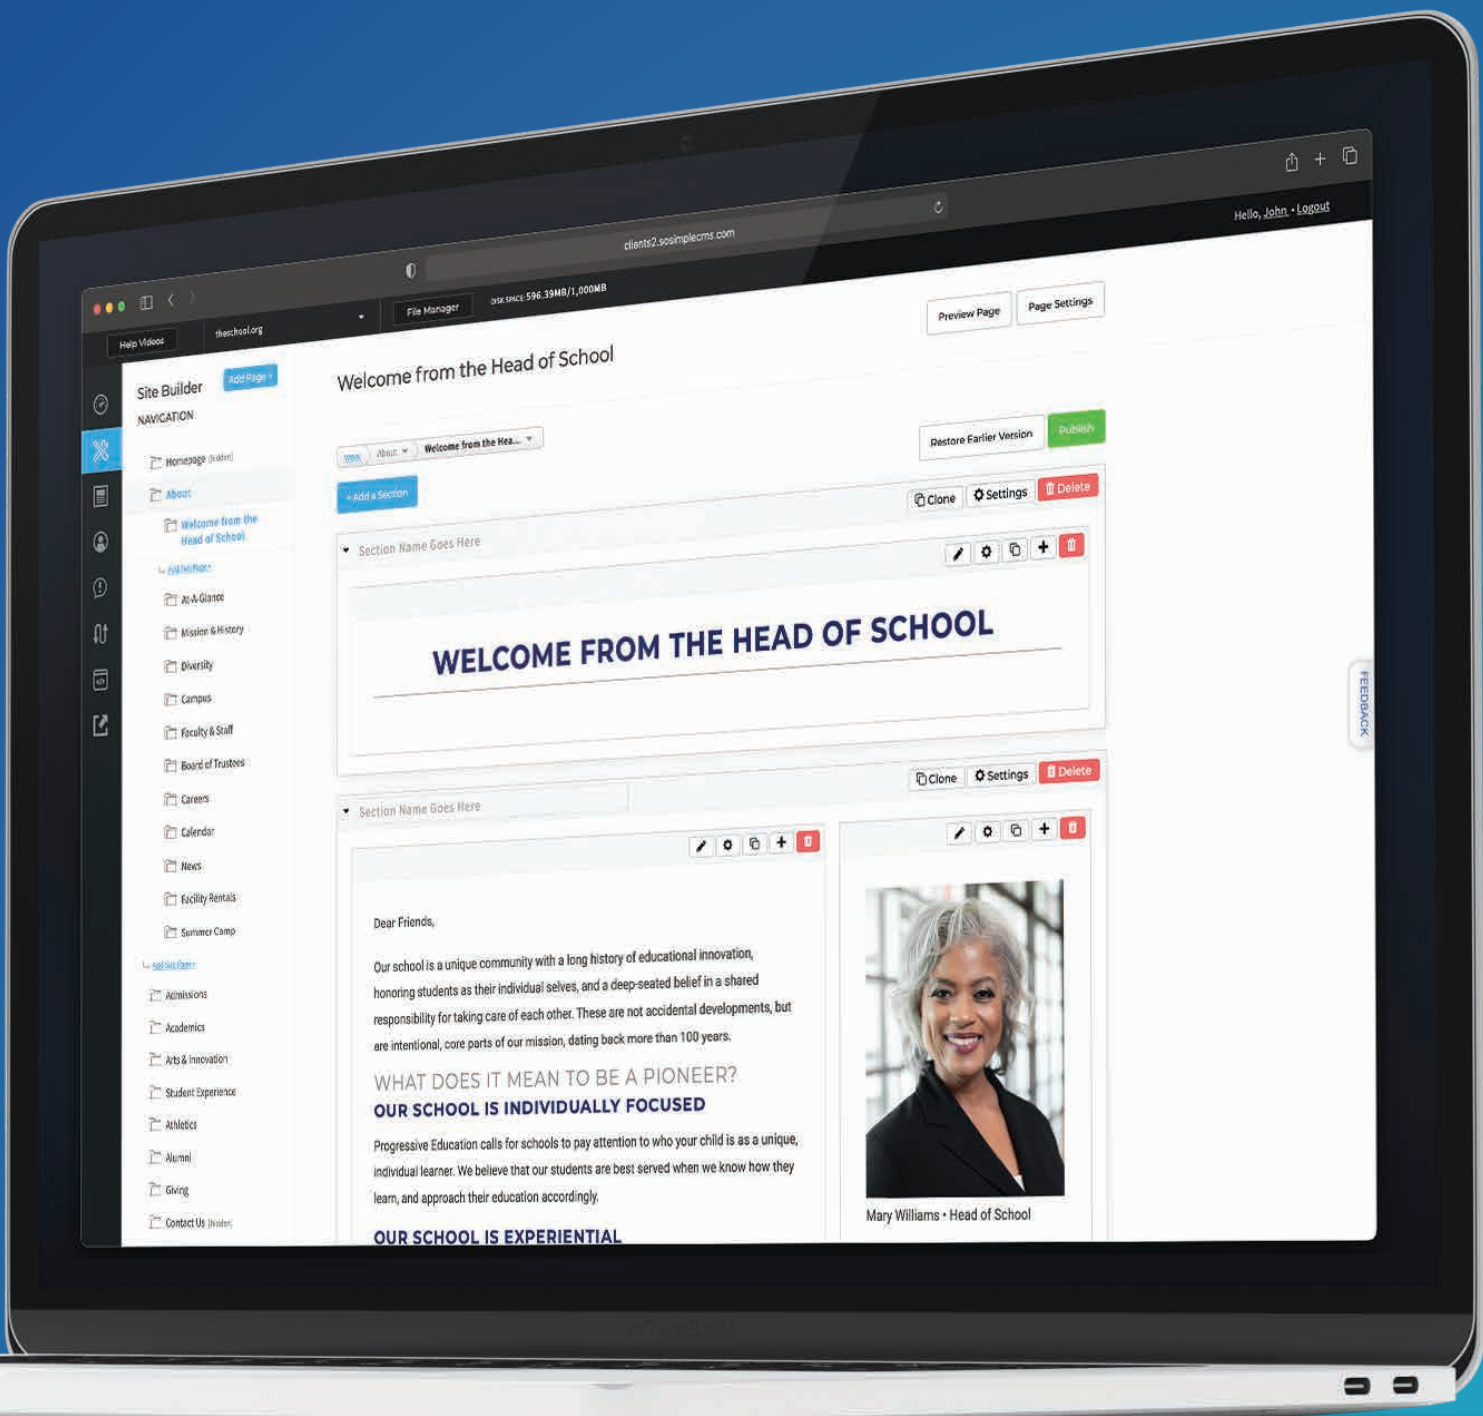 clients2.sosimplecms.com
Hello, John • Logout
Help Videos
theschool.org
File Manager
DISK SPACE: 596.39MB/1,000MB
Site Builder
Add Page +
NAVIGATION
Homepage (hidden)
About
Welcome from the
Head of School
Add Sub Page +
At-A-Glance
Mission & History
Diversity
Campus
Faculty & Staff
Board of Trustees
Careers
Calendar
News
Facility Rentals
Summer Camp
Add Sub Page +
Admissions
Academics
Arts & Innovation
Student Experience
Athletics
Alumni
Giving
Contact Us (hidden)
Welcome from the Head of School
Preview Page
Page Settings
www
About
Welcome from the Hea...
Restore Earlier Version
Publish
+ Add a Section
Clone
Settings
Delete
Section Name Goes Here
WELCOME FROM THE HEAD OF SCHOOL
Clone
Settings
Delete
Section Name Goes Here
Dear Friends,
Our school is a unique community with a long history of educational innovation,
honoring students as their individual selves, and a deep-seated belief in a shared
responsibility for taking care of each other. These are not accidental developments, but
are intentional, core parts of our mission, dating back more than 100 years.
WHAT DOES IT MEAN TO BE A PIONEER?
OUR SCHOOL IS INDIVIDUALLY FOCUSED
Progressive Education calls for schools to pay attention to who your child is as a unique,
individual learner. We believe that our students are best served when we know how they
learn, and approach their education accordingly.
OUR SCHOOL IS EXPERIENTIAL
Mary Williams • Head of School
FEEDBACK